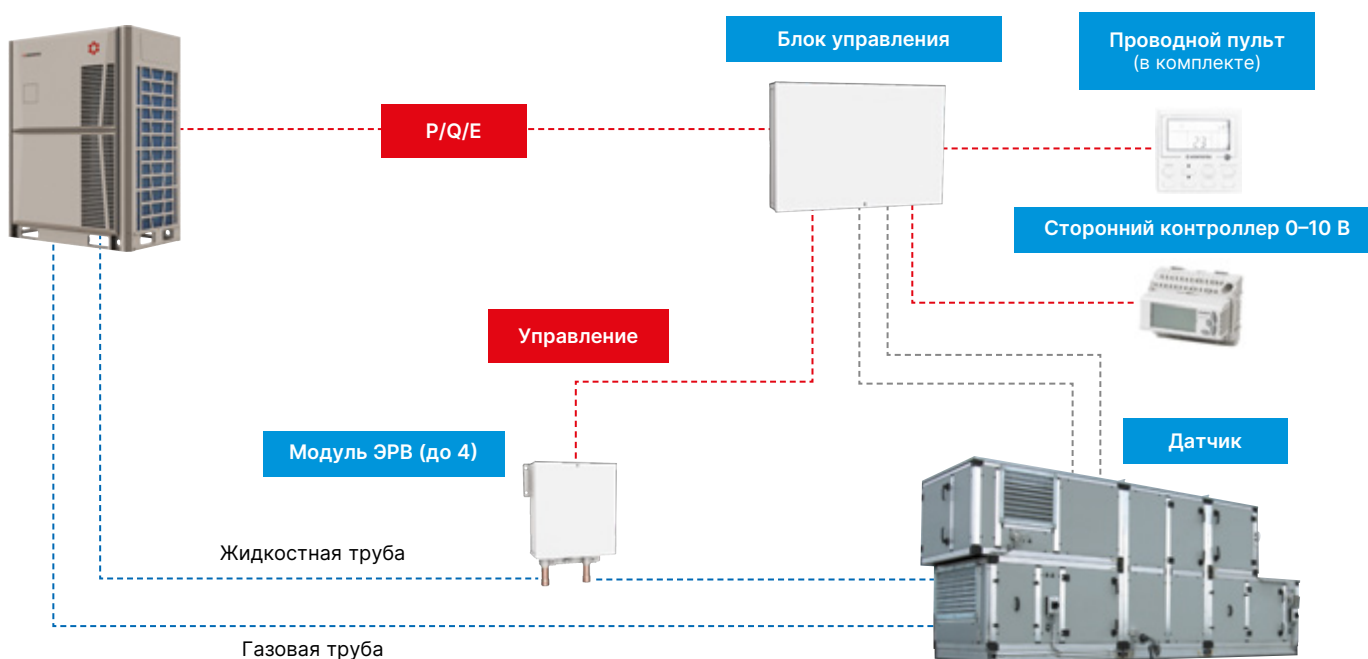 Блок управления
Проводной пульт
(в комплекте)
P/Q/E
23
Сторонний контроллер 0–10 В
Управление
Модуль ЭРВ (до 4)
Датчик
Жидкостная труба
Газовая труба